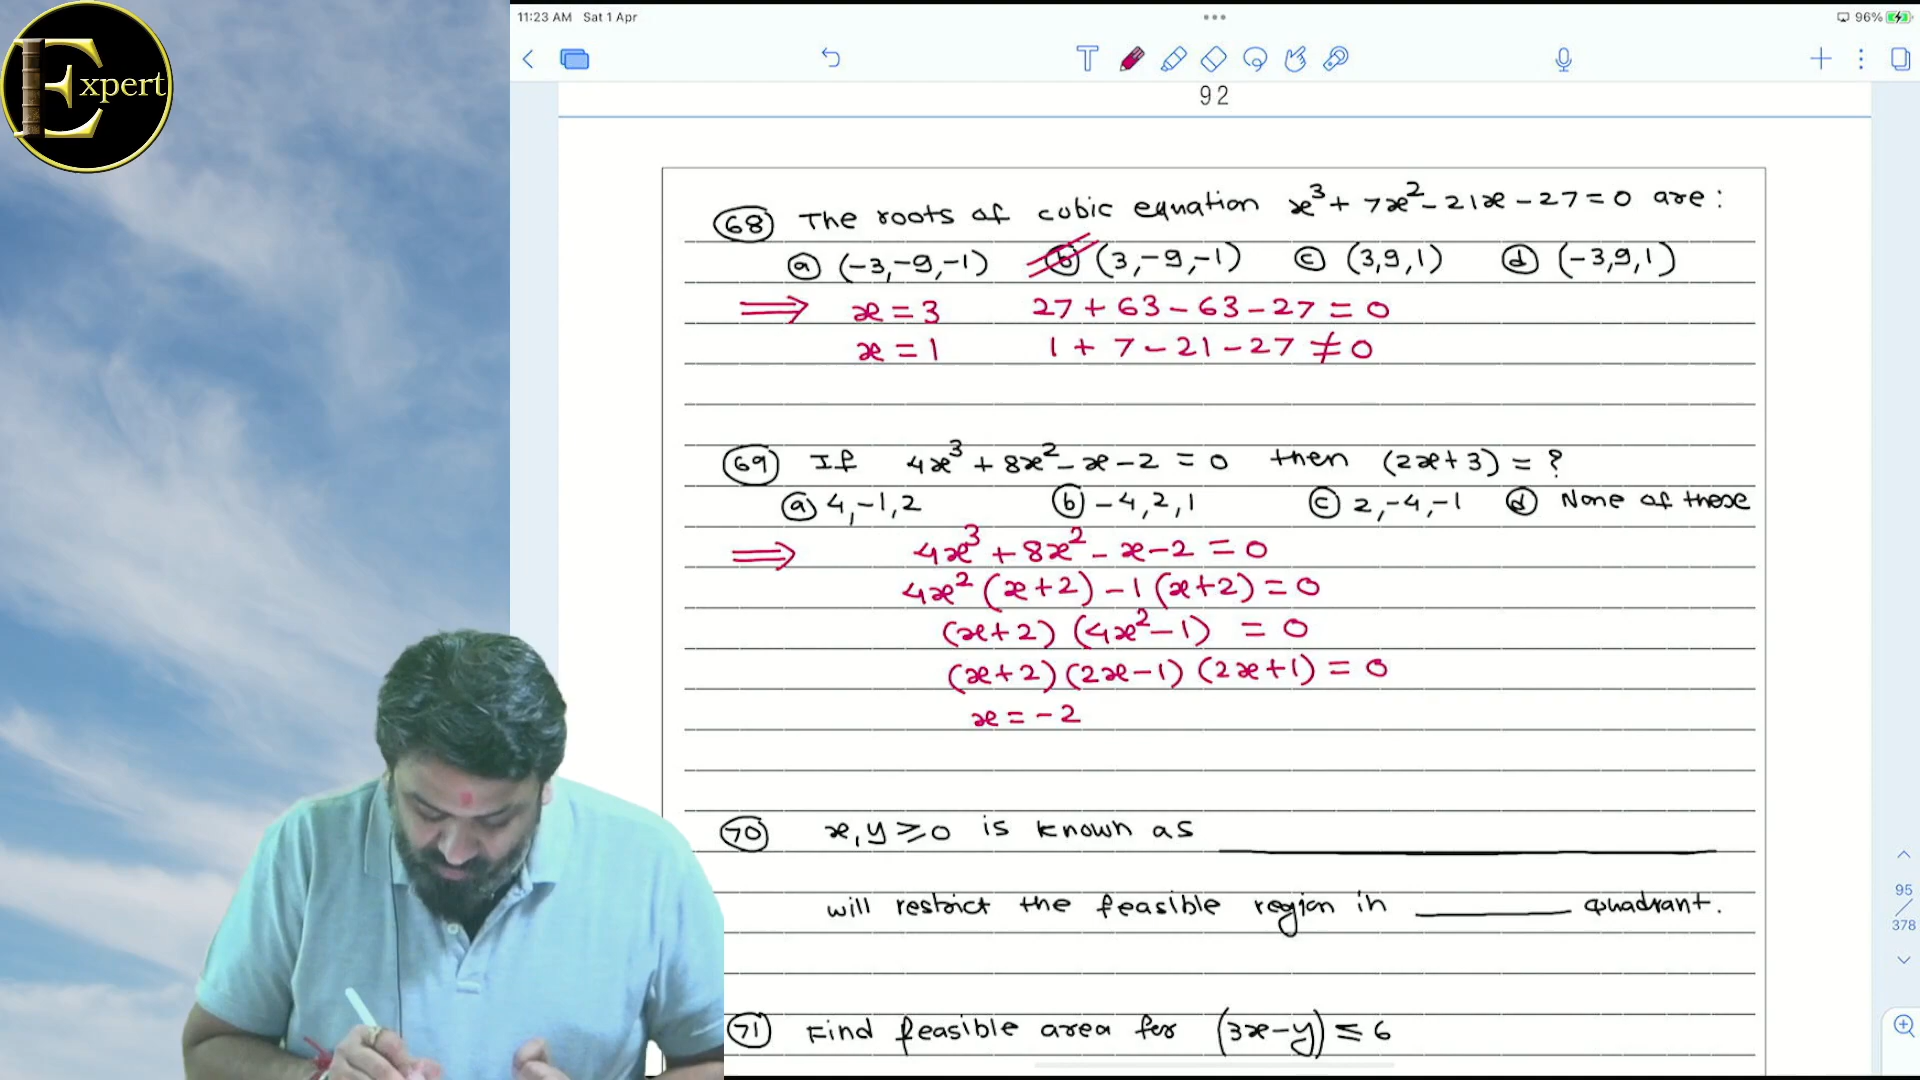 Expert
11:23 AM Sat 1 Apr
96%
92
68 The roots of cubic equation x³ + 7x² - 21x - 27 = 0 are :
a (-3, -9, -1) b (3, -9, -1) c (3, 9, 1) d (-3, 9, 1)
⇒ x = 3 27 + 63 - 63 - 27 = 0
x = 1 1 + 7 - 21 - 27 ≠ 0
69 If 4x³ + 8x² - x - 2 = 0 then (2x + 3) = ?
a 4, -1, 2 b -4, 2, 1 c 2, -4, -1 d None of these
⇒ 4x³ + 8x² - x - 2 = 0
4x² (x + 2) - 1 (x + 2) = 0
(x + 2) (4x² - 1) = 0
(x + 2) (2x - 1) (2x + 1) = 0
x = -2
70 x, y ≥ 0 is known as ____________
will restrict the feasible region in ______ quadrant.
71 Find feasible area for (3x - y) ≤ 6
95
/
378